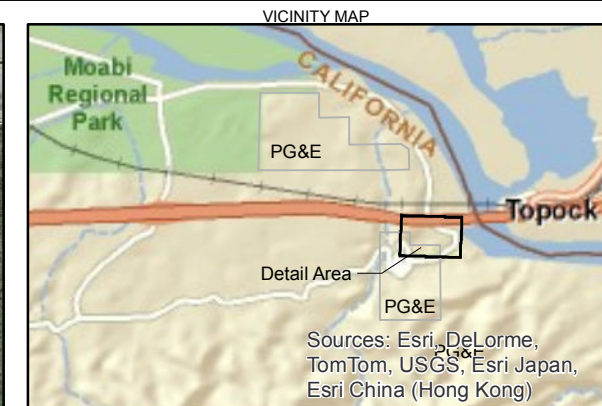 VICINITY MAP
Moabi
Regional
Park
CALIFORNIA
PG&E
Topock
Detail Area
PG&E
PG&E
Sources: Esri, DeLorme,
TomTom, USGS, Esri Japan,
Esri China (Hong Kong)